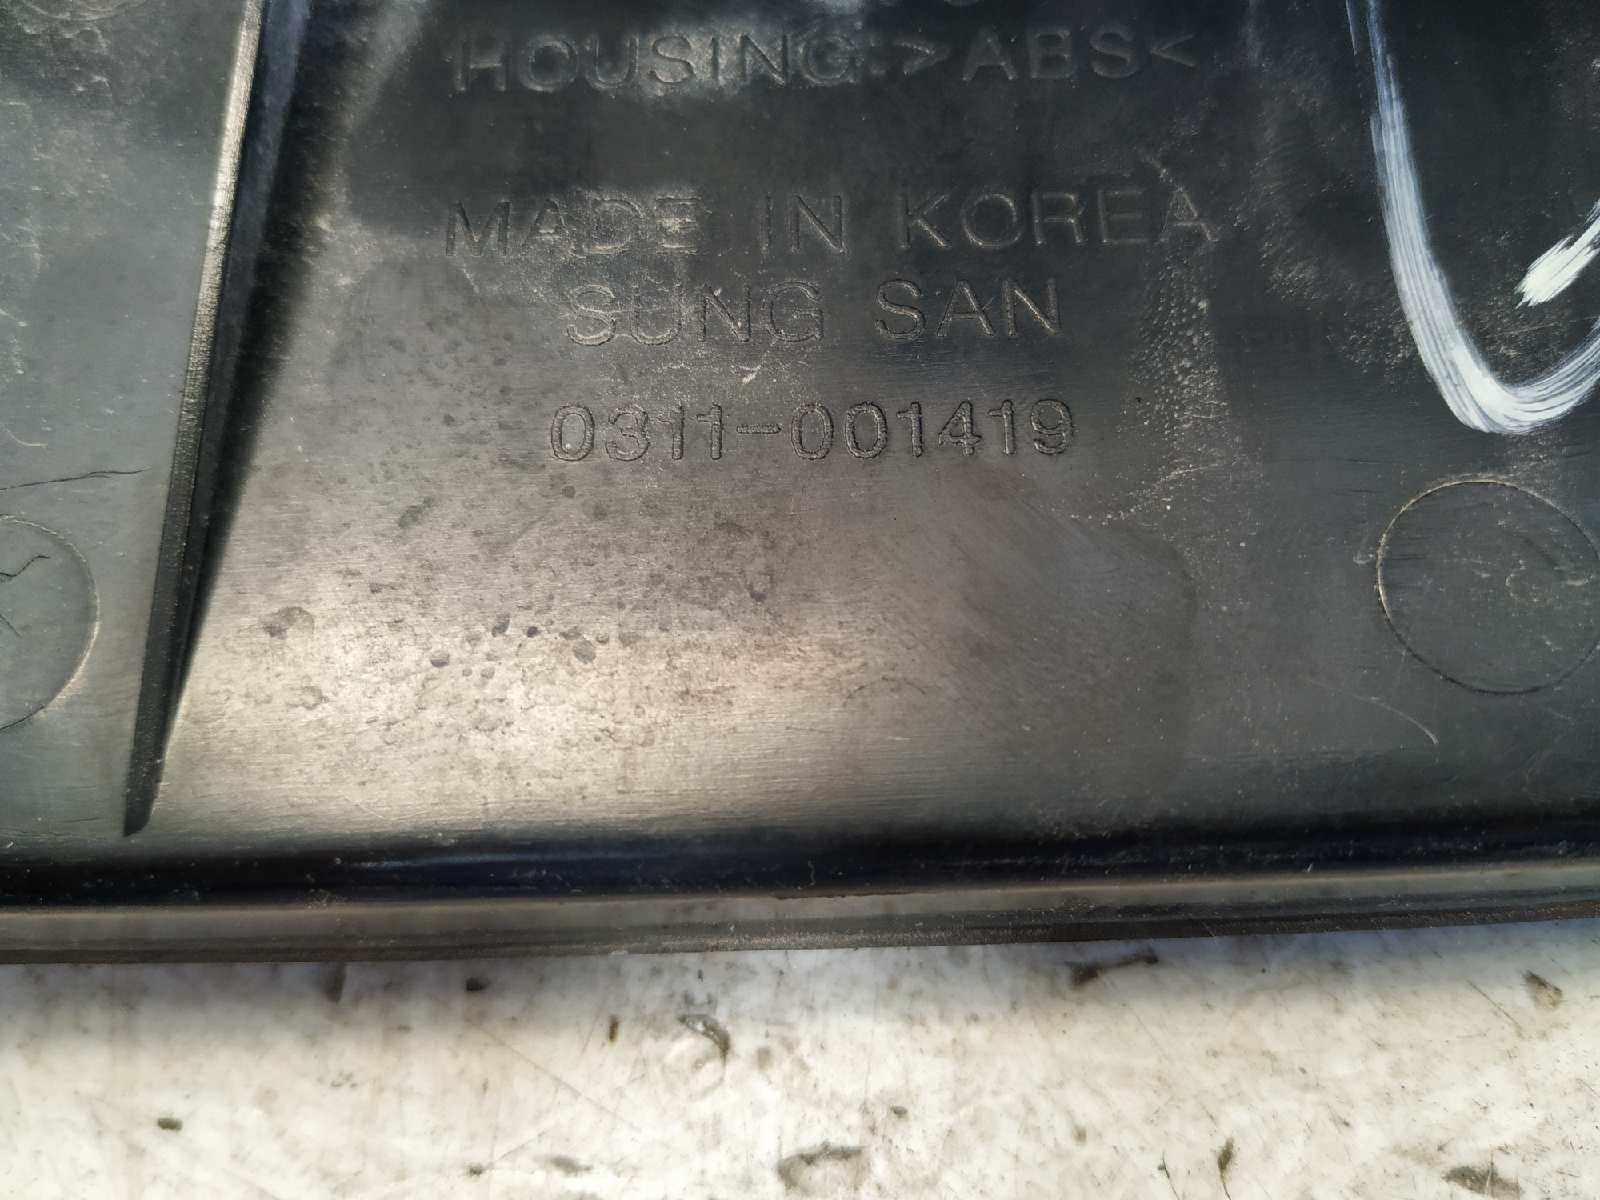 HOUSING:>ABS<
MADE IN KOREA
SUNG SAN
0311-001419